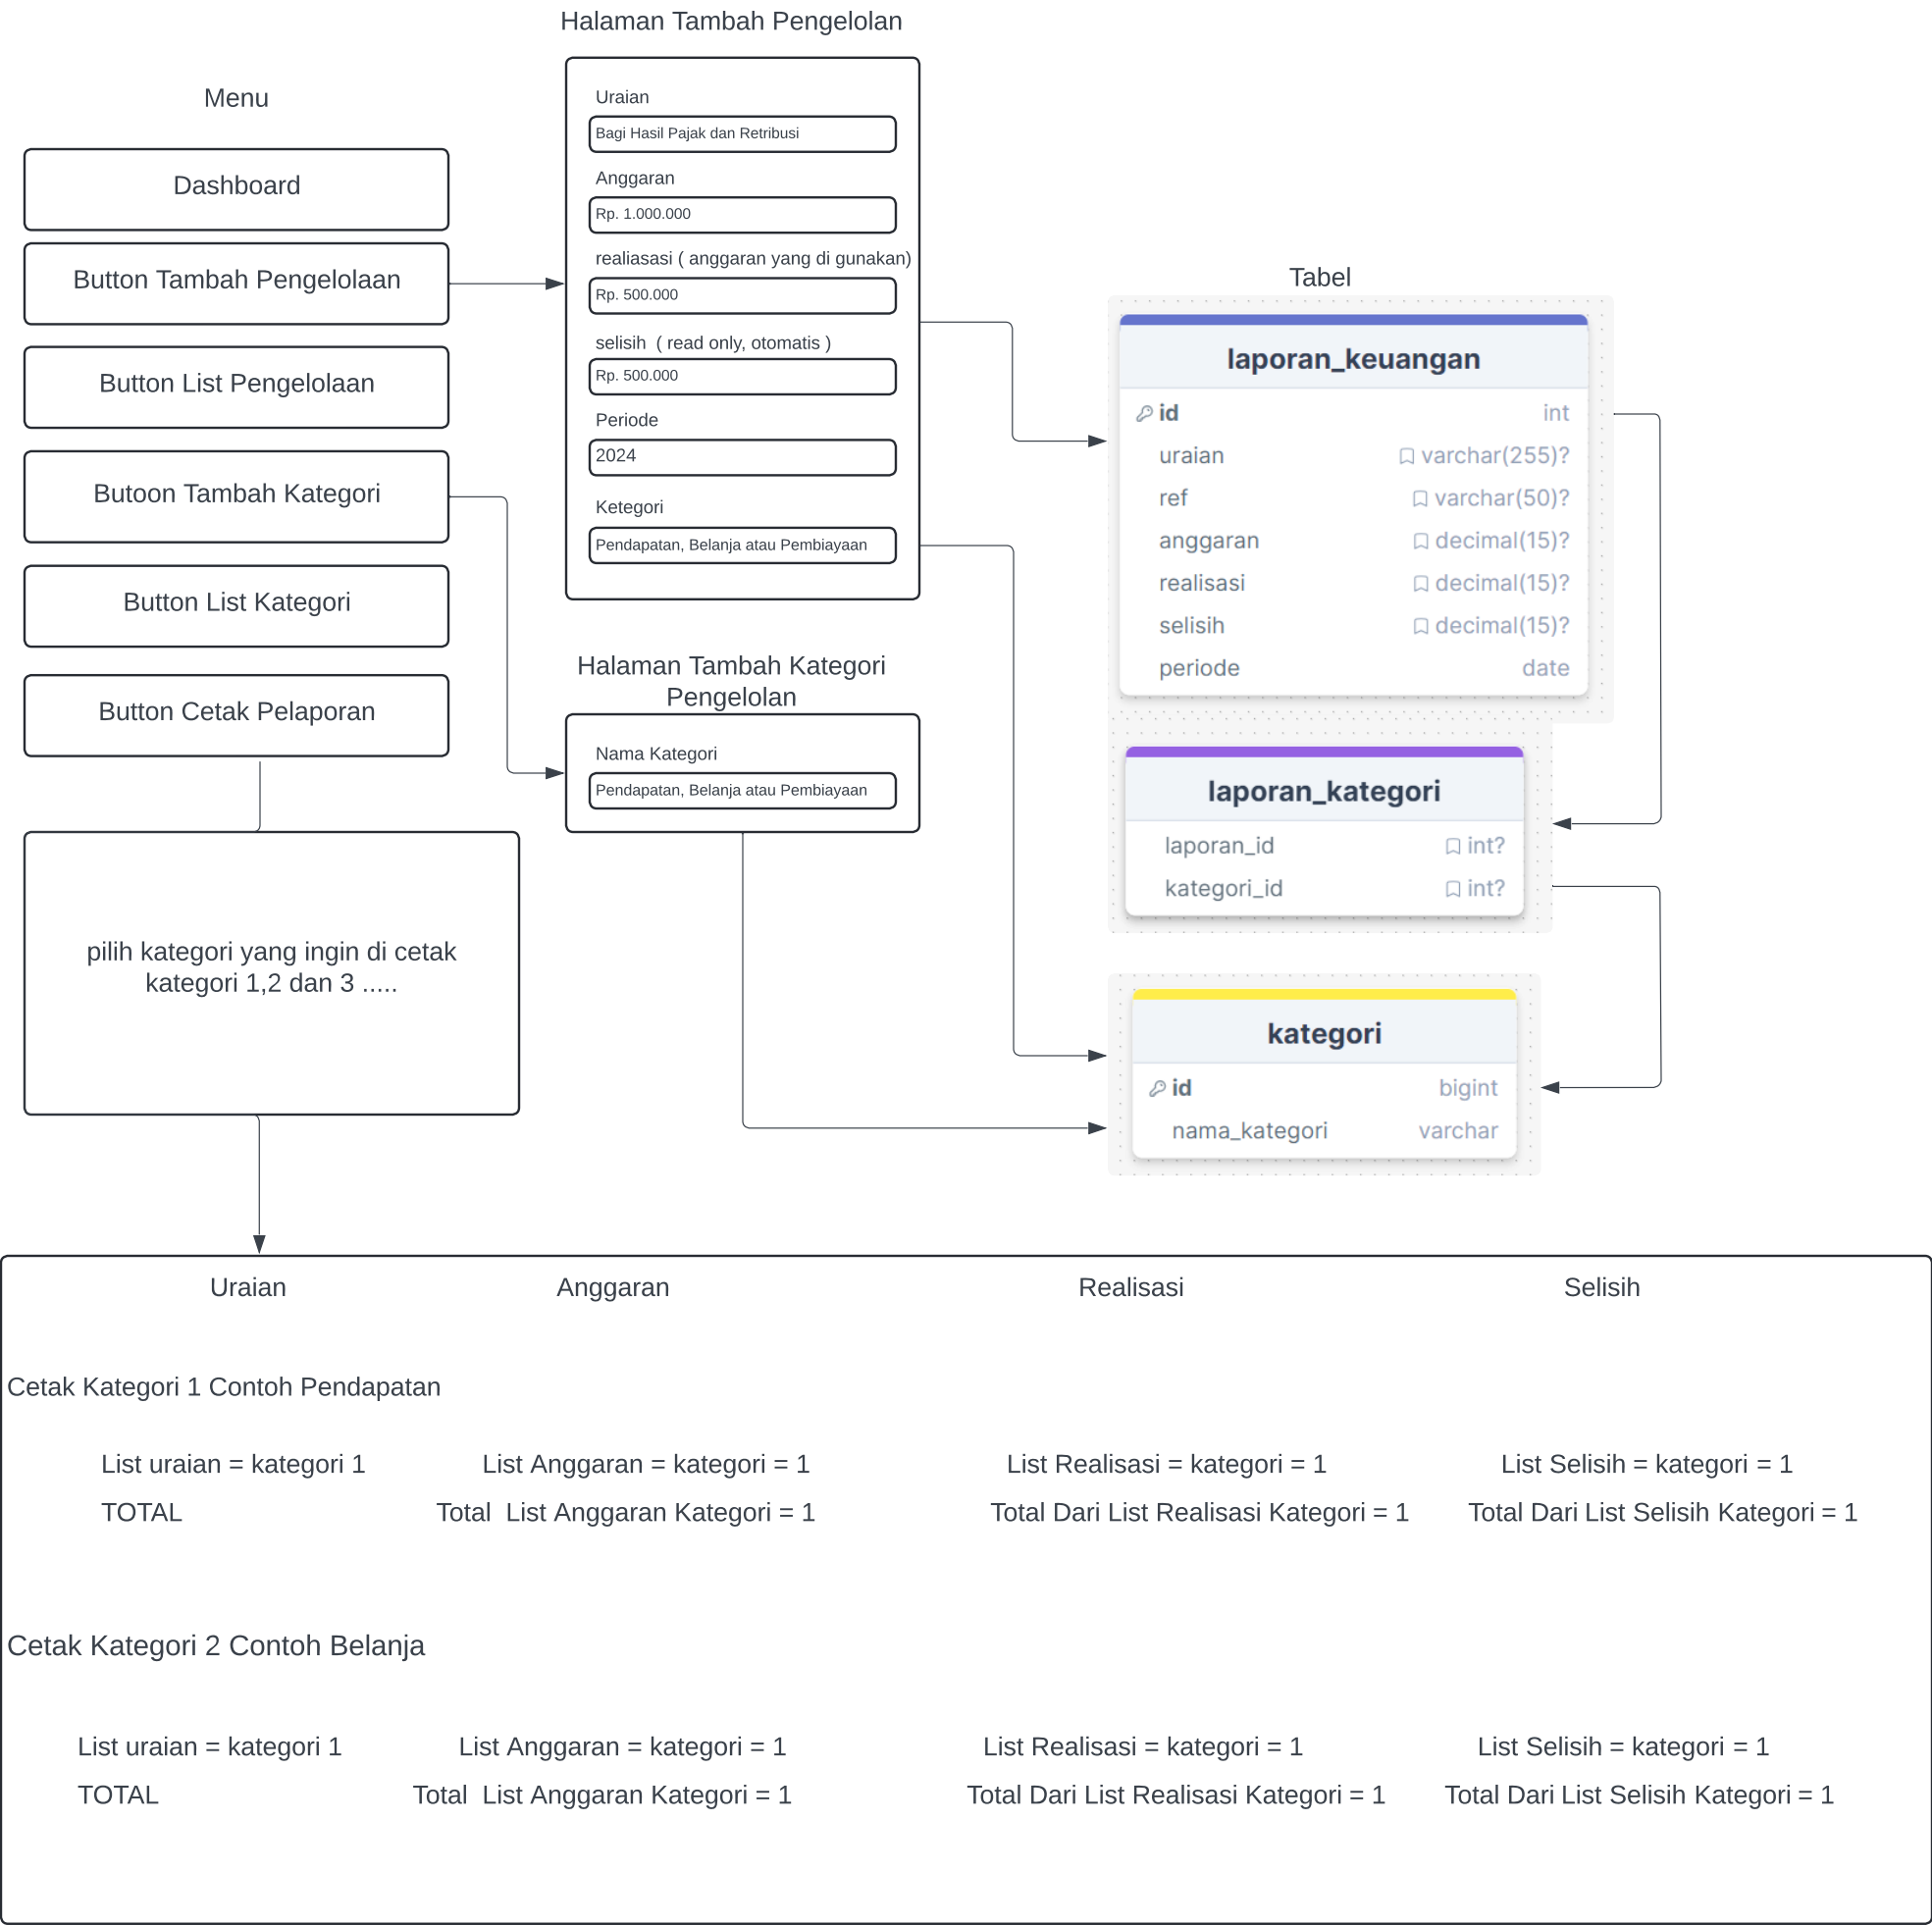 Halaman Tambah Pengelolan
Menu
Dashboard
Button Tambah Pengelolaan
Button List Pengelolaan
Butoon Tambah Kategori
Button List Kategori
Button Cetak Pelaporan
pilih kategori yang ingin di cetak
kategori 1,2 dan 3 .....
Uraian
Bagi Hasil Pajak dan Retribusi
Anggaran
Rp. 1.000.000
realiasasi ( anggaran yang di gunakan)
Rp. 500.000
selisih  ( read only, otomatis )
Rp. 500.000
Periode
2024
Ketegori
Pendapatan, Belanja atau Pembiayaan
Halaman Tambah Kategori
Pengelolan
Nama Kategori
Pendapatan, Belanja atau Pembiayaan
Tabel
laporan_keuangan
id int
uraian varchar(255)?
ref varchar(50)?
anggaran decimal(15)?
realisasi decimal(15)?
selisih decimal(15)?
periode date
laporan_kategori
laporan_id int?
kategori_id int?
kategori
id bigint
nama_kategori varchar
Uraian Anggaran Realisasi Selisih
Cetak Kategori 1 Contoh Pendapatan
List uraian = kategori 1 List Anggaran = kategori = 1 List Realisasi = kategori = 1 List Selisih = kategori = 1
TOTAL Total  List Anggaran Kategori = 1 Total Dari List Realisasi Kategori = 1 Total Dari List Selisih Kategori = 1
Cetak Kategori 2 Contoh Belanja
List uraian = kategori 1 List Anggaran = kategori = 1 List Realisasi = kategori = 1 List Selisih = kategori = 1
TOTAL Total  List Anggaran Kategori = 1 Total Dari List Realisasi Kategori = 1 Total Dari List Selisih Kategori = 1